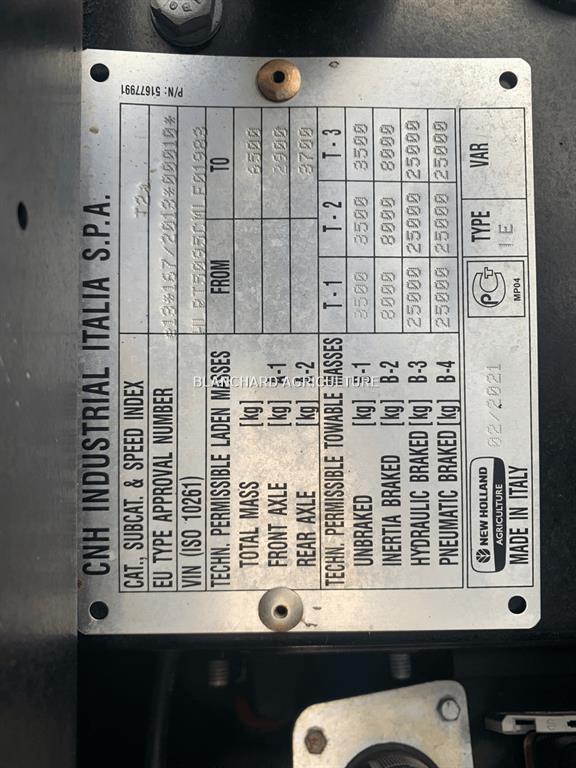 CNH INDUSTRIAL ITALIA S.P.A.
P/N: 51677991
CAT., SUBCAT. & SPEED INDEX T2a
EU TYPE APPROVAL NUMBER e13*167/2013*00010*
VIN (ISO 10261)
TECHN. PERMISSIBLE LADEN MASSES FROM TO
TOTAL MASS [kg] 6500
FRONT AXLE [kg] A-1 2900
REAR AXLE [kg] A-2 3700
TECHN. PERMISSIBLE TOWABLE MASSES T-1 T-2 T-3
UNBRAKED [kg] B-1 3500 3500 3500
INERTIA BRAKED [kg] B-2 8000 8000 8000
HYDRAULIC BRAKED [kg] B-3 25000 25000 25000
PNEUMATIC BRAKED [kg] B-4 25000 25000 25000
NEW HOLLAND
AGRICULTURE
02/2021
MADE IN ITALY
PCT
MP04
TYPE VAR
1E
BLANCHARD AGRICULTURE